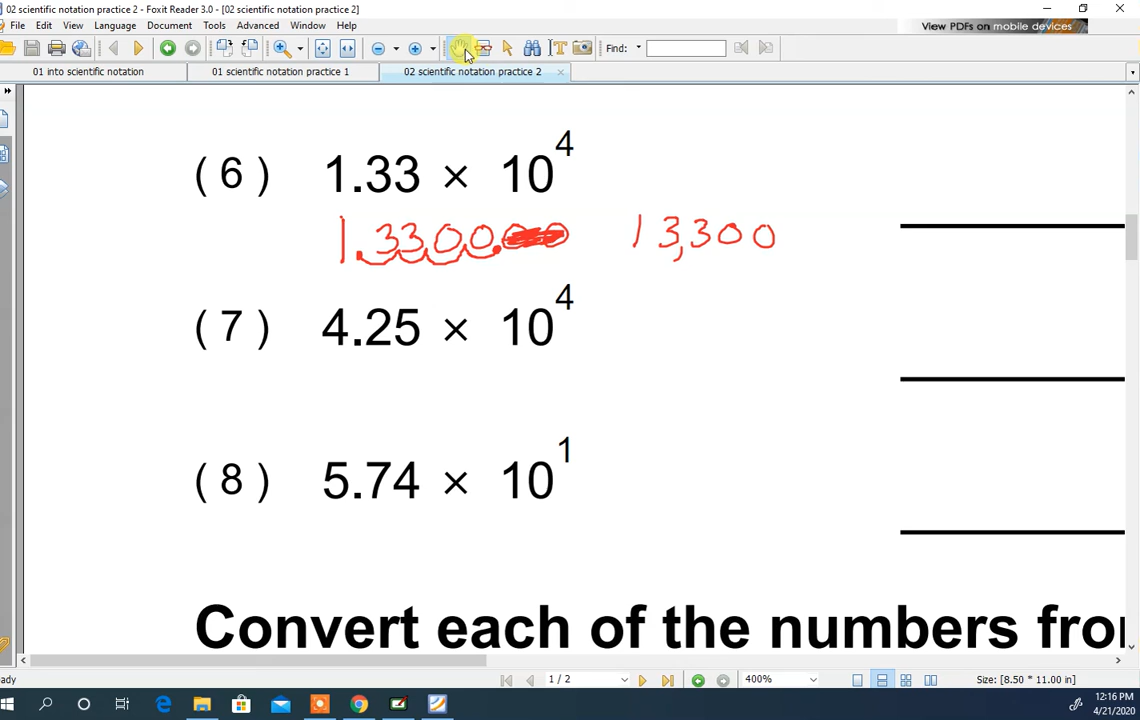 02 scientific notation practice 2 - Foxit Reader 3.0 - [02 scientific notation practice 2]
File Edit View Language Document Tools Advanced Window Help
View PDFs on mobile devices
Find:
01 into scientific notation 01 scientific notation practice 1 02 scientific notation practice 2
( 6 ) 1.33 × 10^4
1.3300. 13,300
( 7 ) 4.25 × 10^4
( 8 ) 5.74 × 10^1
Convert each of the numbers fro
ady 1 / 2 400% Size: [8.50 * 11.00 in]
12:16 PM
4/21/2020